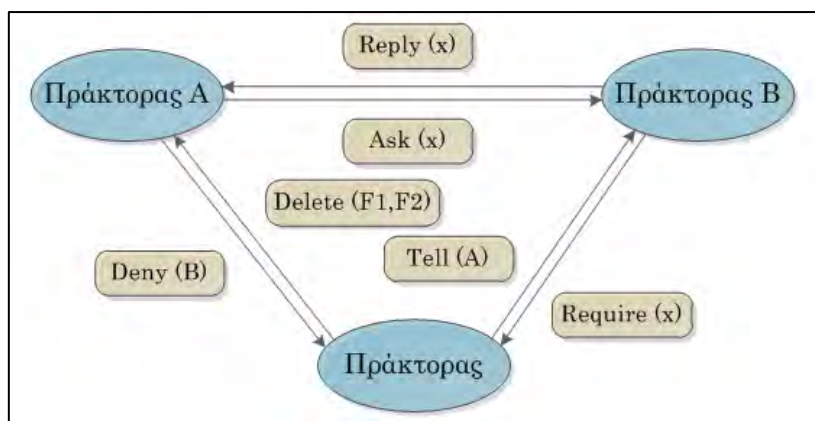 Reply (x)
Πράκτορας A
Πράκτορας B
Ask (x)
Delete (F1,F2)
Tell (A)
Deny (B)
Require (x)
Πράκτορας